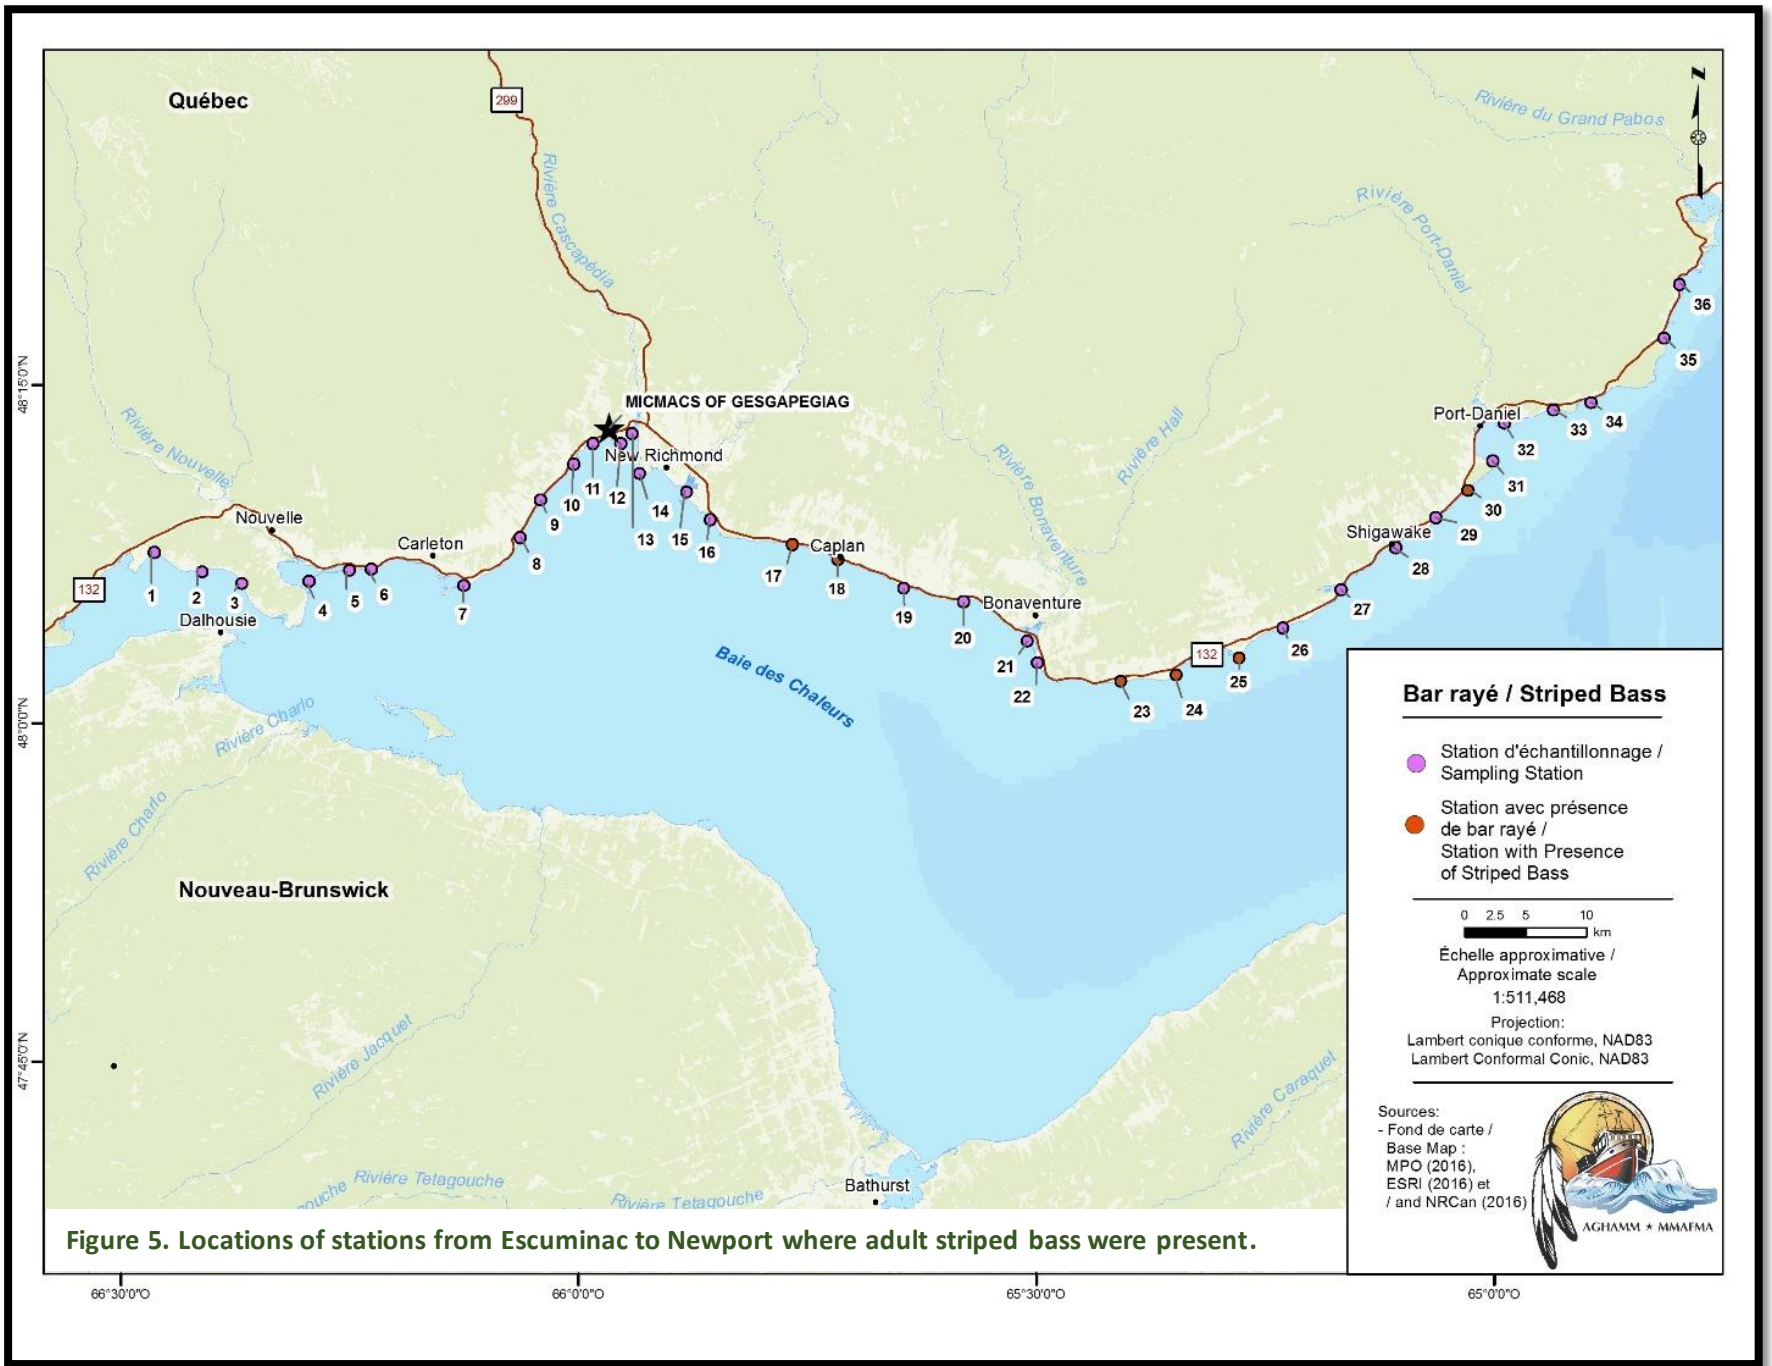 Québec
299
Rivière du Grand Pabos
N
Rivière Cascapédia
Rivière Port-Daniel
36
35
48°15'0"N
MICMACS OF GESGAPEGIAG
Port-Daniel
34
33
32
Rivière Nouvelle
New Richmond
Rivière Hall
Rivière Bonaventure
11
12
10
14
31
30
9
13
15
16
29
Nouvelle
Carleton
Shigawake
Caplan
8
28
17
18
132
1
2
3
4
5
6
7
19
20
Bonaventure
27
Dalhousie
26
132
21
22
25
23
24
Baie des Chaleurs
48°0'0"N
Rivière Charlo
Rivière Charlo
Nouveau-Brunswick
47°45'0"N
Rivière Jacquet
Rivière Caraquet
Rivière Tetagouche
ouche
Rivière Tetagouche
Bathurst
Bar rayé / Striped Bass
Station d'échantillonnage /
Sampling Station
Station avec présence
de bar rayé /
Station with Presence
of Striped Bass
0 2.5 5 10
km
Échelle approximative /
Approximate scale
1:511,468
Projection:
Lambert conique conforme, NAD83
Lambert Conformal Conic, NAD83
Sources:
- Fond de carte /
Base Map :
MPO (2016),
ESRI (2016) et
/ and NRCan (2016)
AGHAMM ★ MMAFMA
Figure 5. Locations of stations from Escuminac to Newport where adult striped bass were present.
66°30'0"O
66°0'0"O
65°30'0"O
65°0'0"O